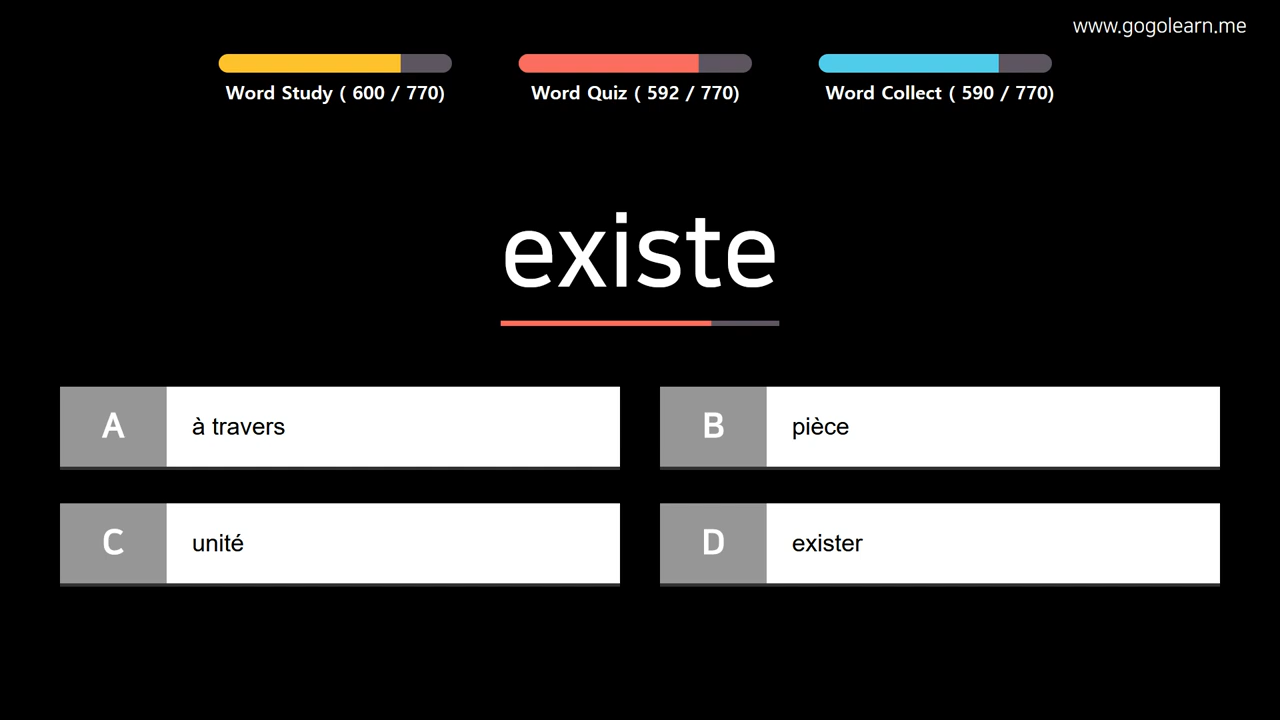 www.gogolearn.me
Word Study ( 600 / 770)
Word Quiz ( 592 / 770)
Word Collect ( 590 / 770)
existe
A
à travers
B
pièce
C
unité
D
exister